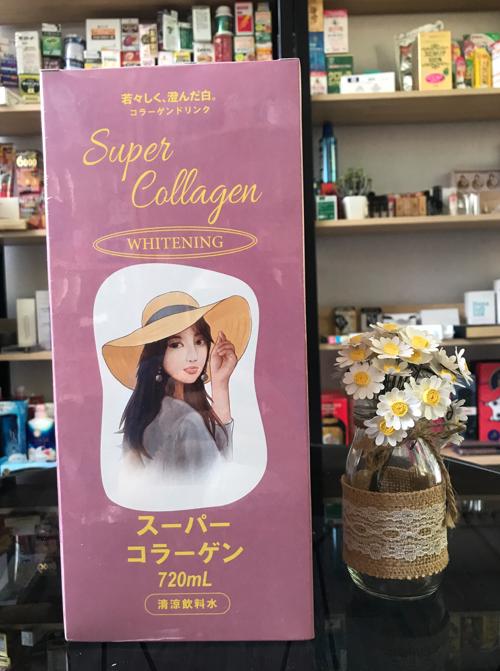 若々しく、澄んだ白。
コラーゲンドリンク
Super
Collagen
WHITENING
スーパー
コラーゲン
720mL
清涼飲料水